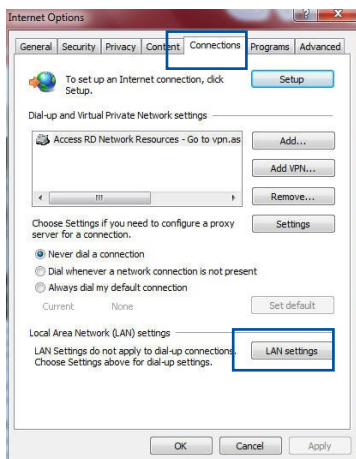 Internet Options
General Security Privacy Content Connections Programs Advanced
To set up an Internet connection, click
Setup.
Setup
Dial-up and Virtual Private Network settings
Access RD Network Resources - Go to vpn.as
Add...
Add VPN...
Remove...
Choose Settings if you need to configure a proxy
server for a connection.
Settings
Never dial a connection
Dial whenever a network connection is not present
Always dial my default connection
Current None
Set default
Local Area Network (LAN) settings
LAN Settings do not apply to dial-up connections.
Choose Settings above for dial-up settings.
LAN settings
OK Cancel Apply